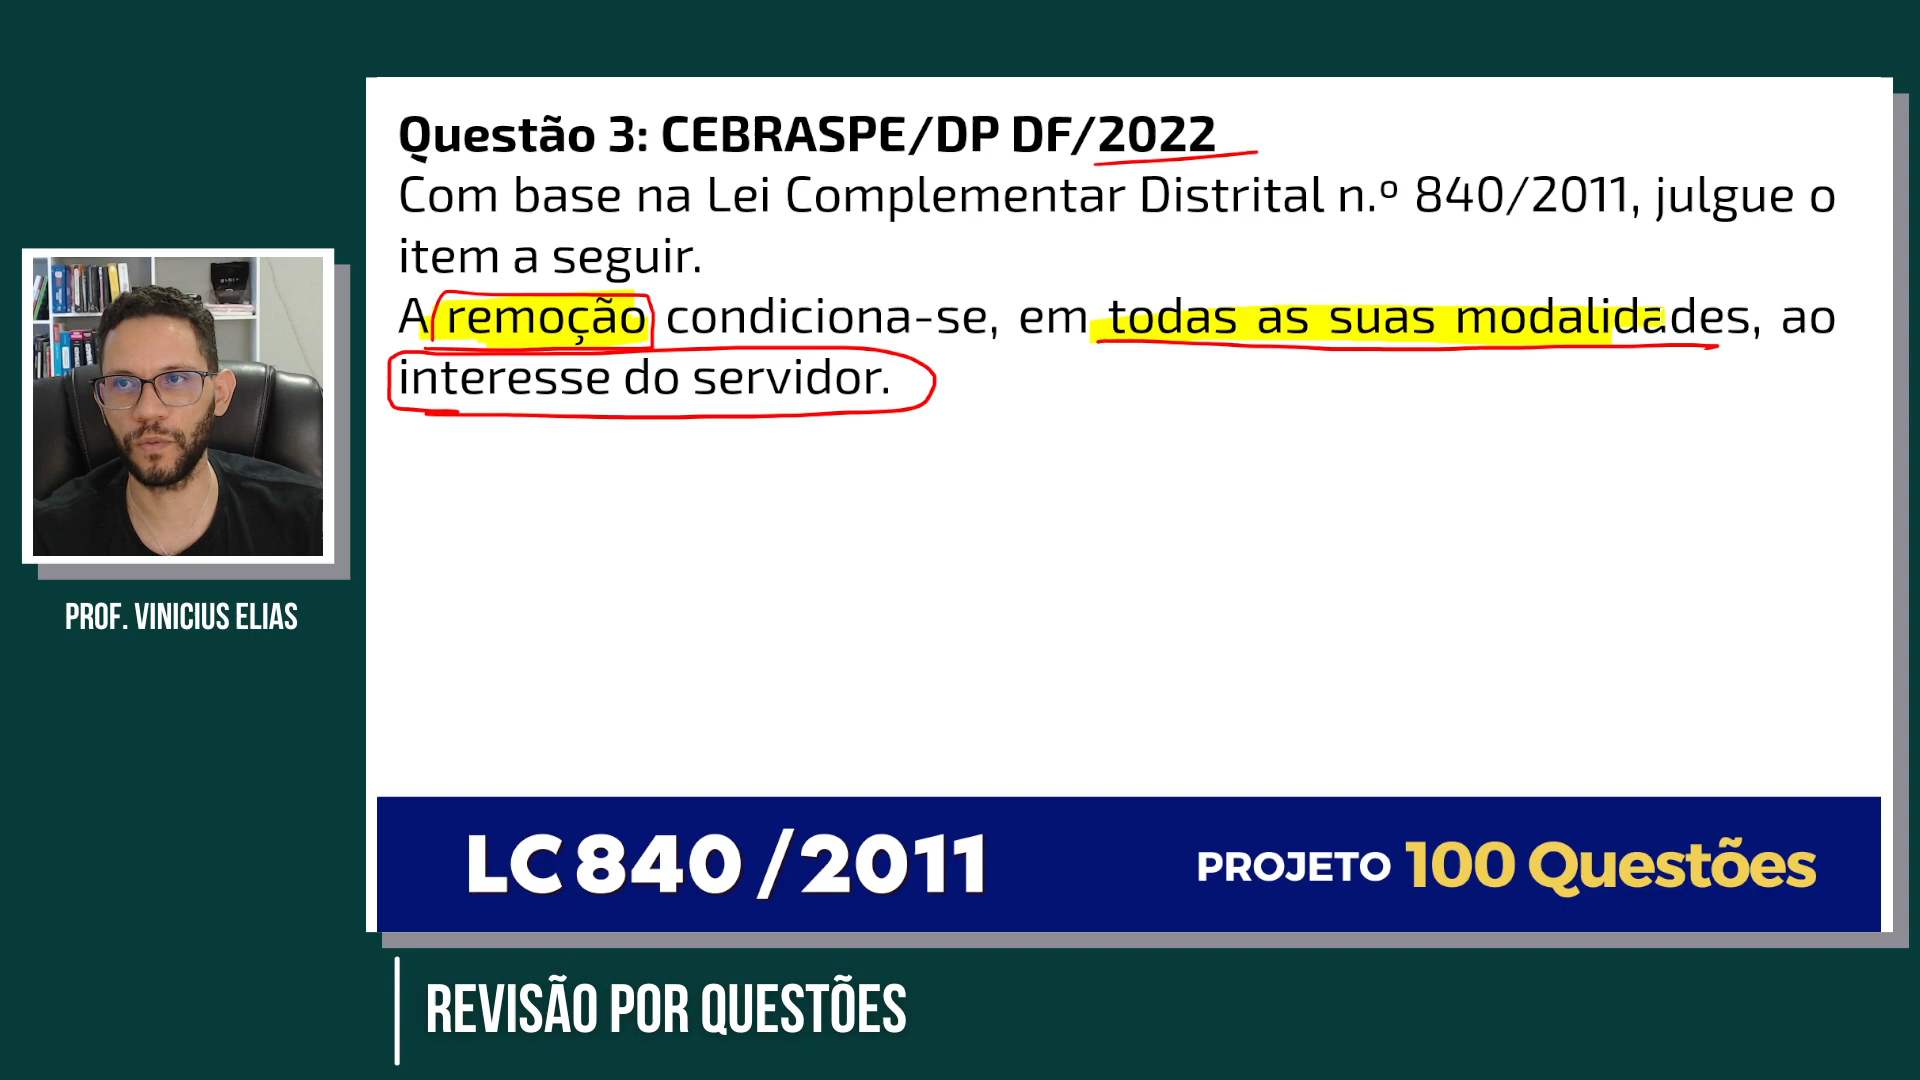 Questão 3: CEBRASPE/DP DF/2022
Com base na Lei Complementar Distrital n.º 840/2011, julgue o
item a seguir.
A remoção condiciona-se, em todas as suas modalidades, ao
interesse do servidor.
PROF. VINICIUS ELIAS
LC 840 /2011
PROJETO 100 Questões
REVISÃO POR QUESTÕES